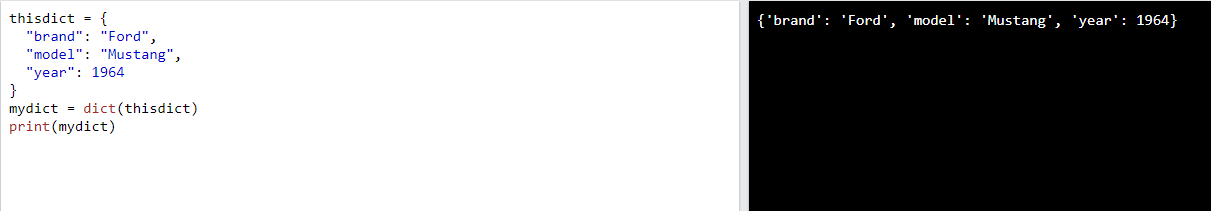 thisdict = {
  "brand": "Ford",
  "model": "Mustang",
  "year": 1964
}
mydict = dict(thisdict)
print(mydict)
{'brand': 'Ford', 'model': 'Mustang', 'year': 1964}